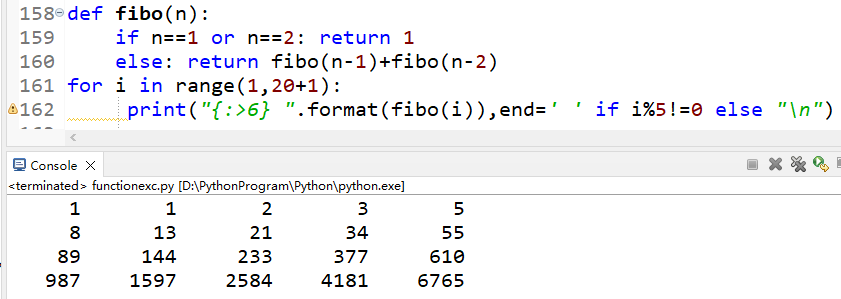 158 def fibo(n):
159     if n==1 or n==2: return 1
160     else: return fibo(n-1)+fibo(n-2)
161 for i in range(1,20+1):
162     print("{:>6} ".format(fibo(i)),end=' ' if i%5!=0 else "\n")
Console
<terminated> functionexc.py [D:\PythonProgram\Python\python.exe]
1 1 2 3 5
8 13 21 34 55
89 144 233 377 610
987 1597 2584 4181 6765